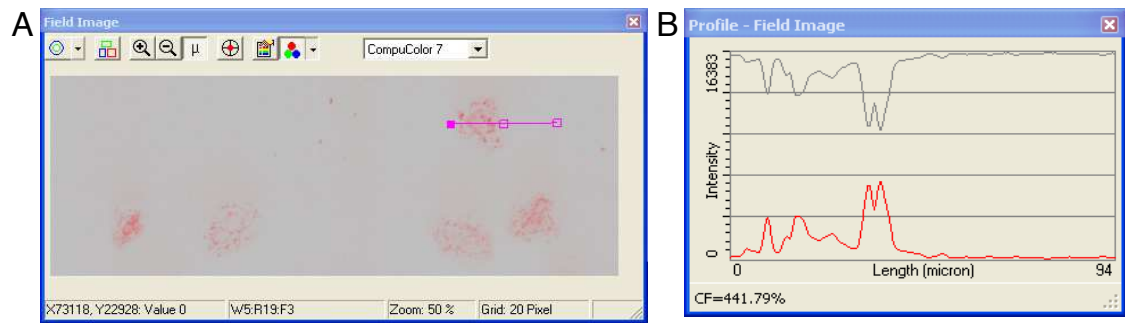 A
Field Image
µ
CompuColor 7
X73118, Y22928: Value 0
W5:R19:F3
Zoom: 50 %
Grid: 20 Pixel
B
Profile - Field Image
16383
Intensity
0
0
Length (micron)
94
CF=441.79%